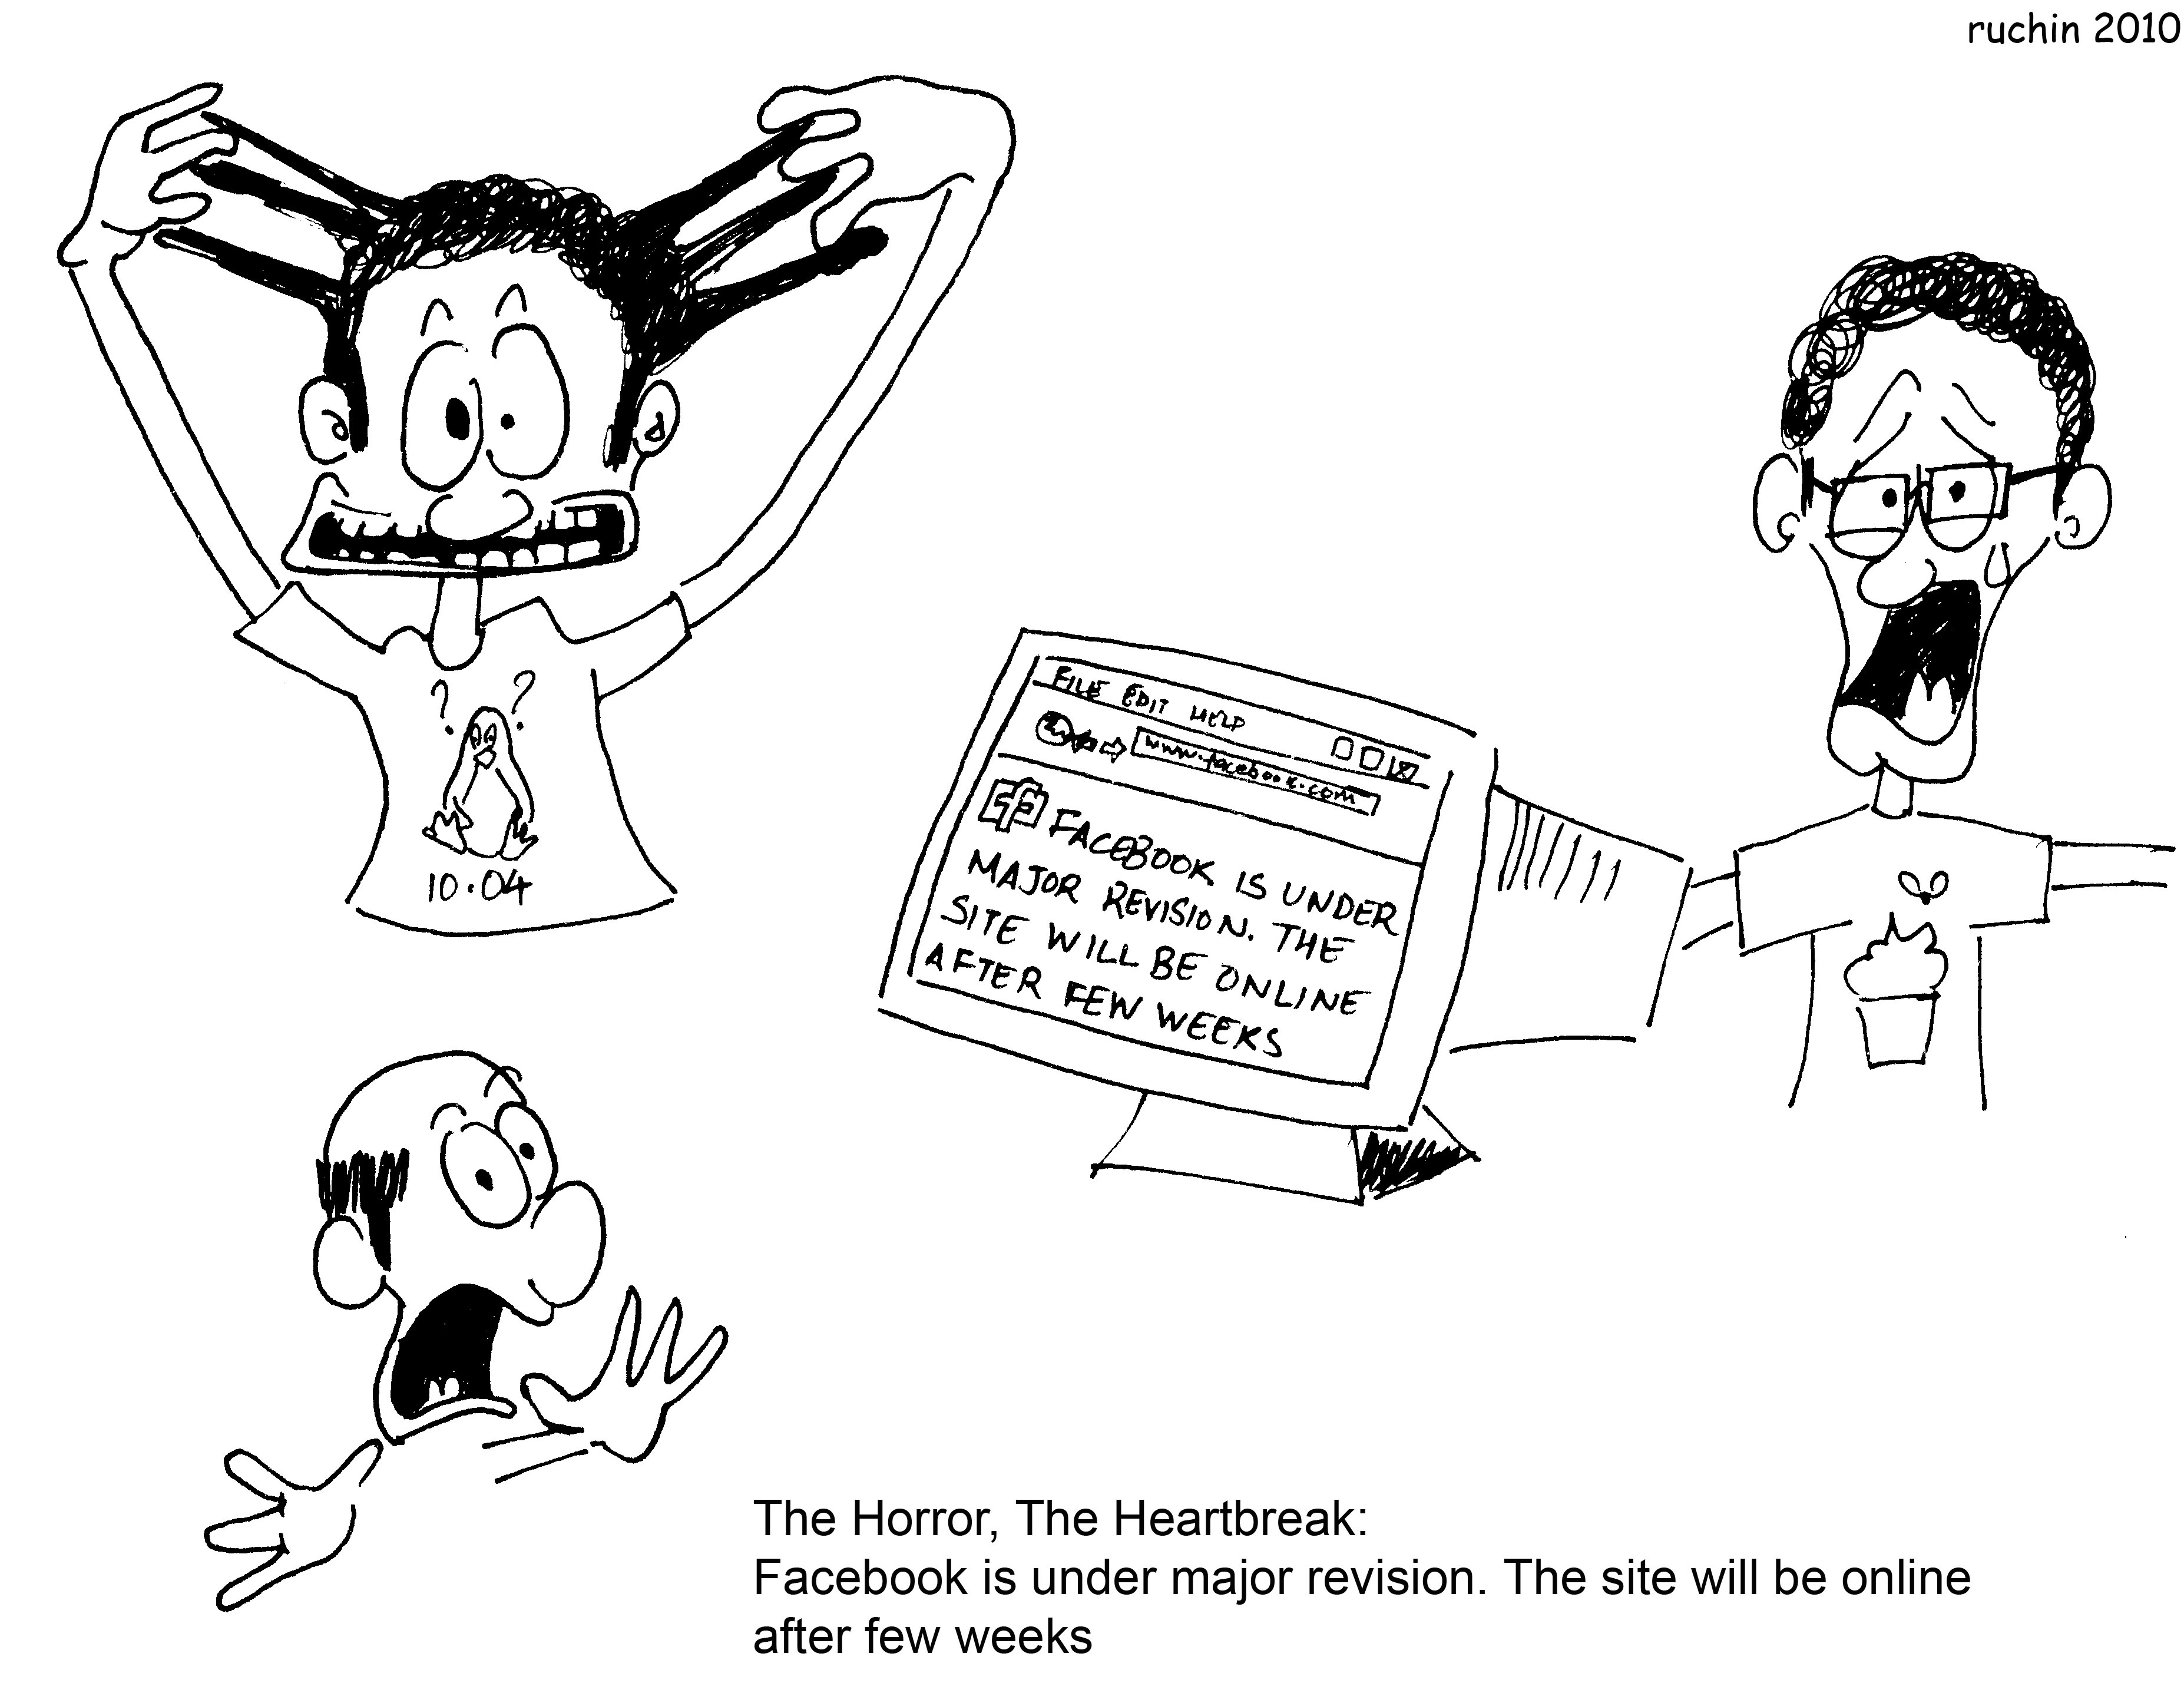 ruchin 2010
? ?
10.04
FILE EDIT HELP
www.facebook.com
FACEBOOK IS UNDER
MAJOR REVISION. THE
SITE WILL BE ONLINE
AFTER FEW WEEKS
The Horror, The Heartbreak:
Facebook is under major revision. The site will be online
after few weeks